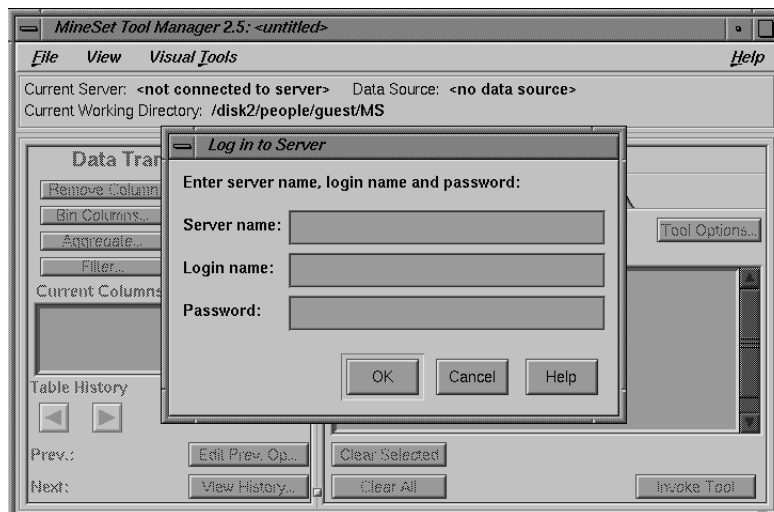 MineSet Tool Manager 2.5: <untitled>
File View Visual Tools Help
Current Server: <not connected to server> Data Source: <no data source>
Current Working Directory: /disk2/people/guest/MS
Log in to Server
Enter server name, login name and password:
Server name:
Login name:
Password:
OK Cancel Help
Data Tran
Remove Column
Bin Columns...
Aggregate...
Filter...
Current Columns
Tool Options...
Table History
Prev.: Edit Prev. Op... Clear Selected
Next: View History... Clear All Invoke Tool